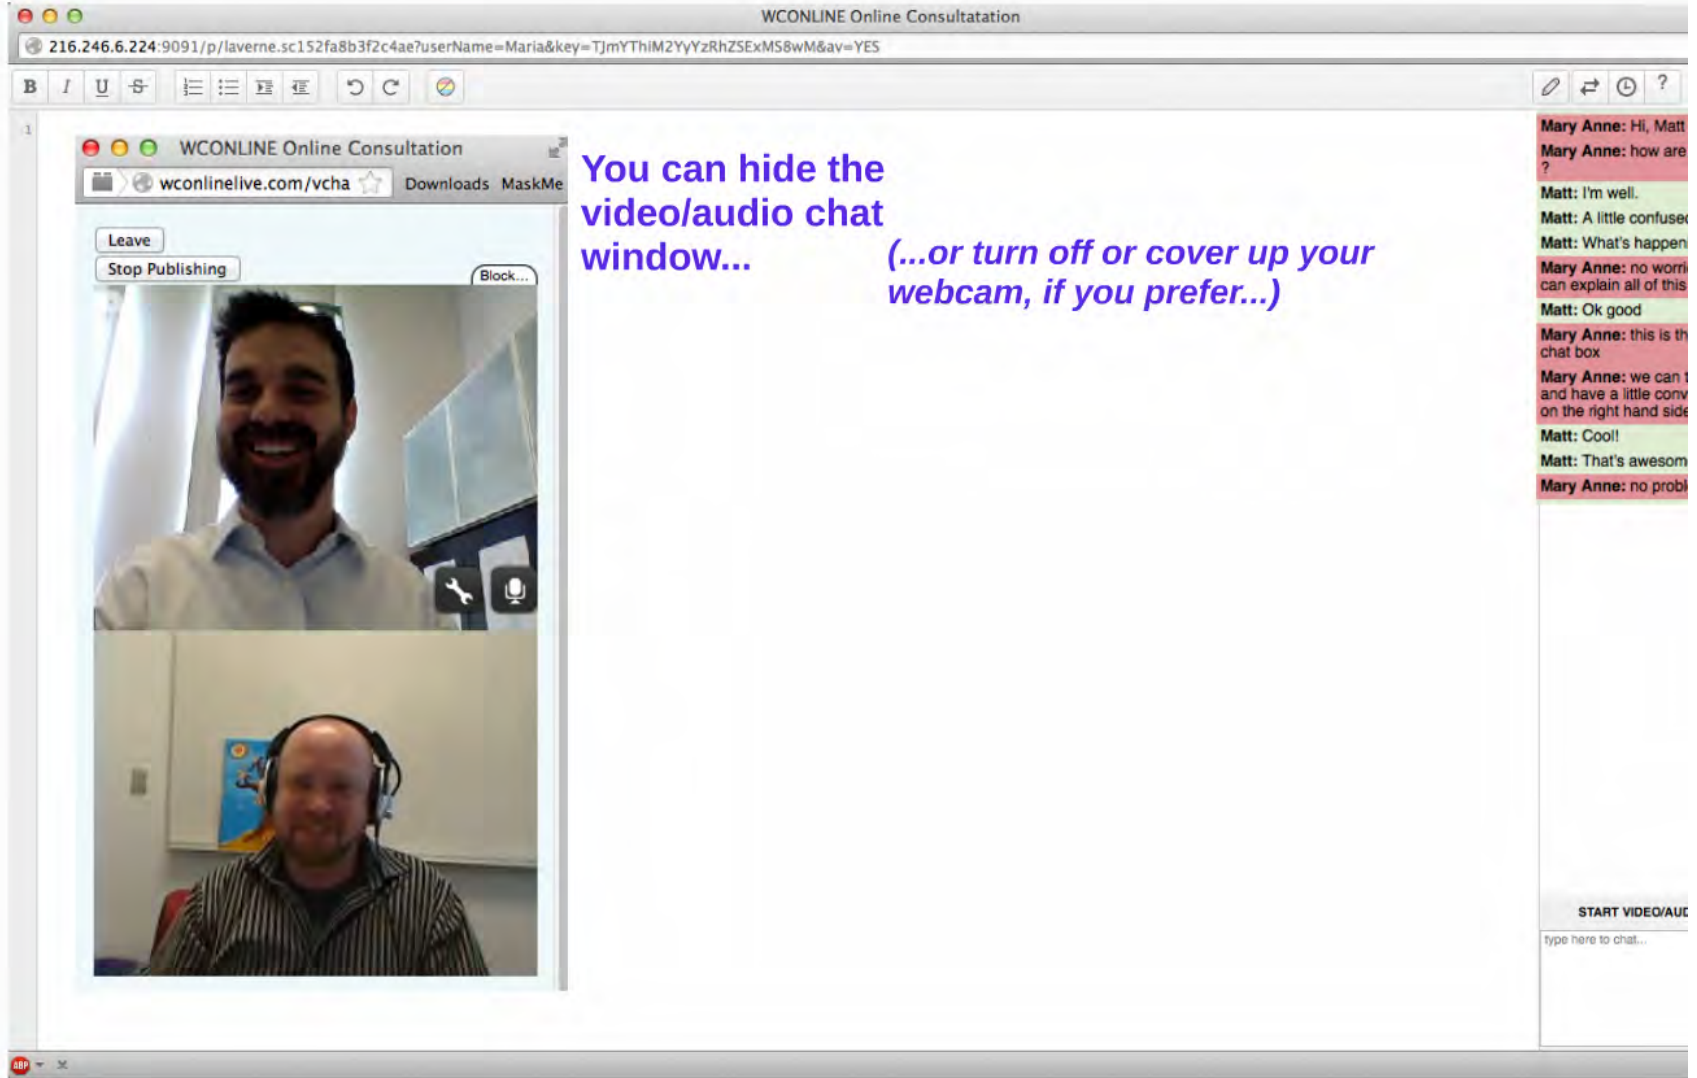 WCONLINE Online Consultatation
216.246.6.224:9091/p/laverne.sc152fa8b3f2c4ae?userName=Maria&key=TJmYThiM2YyYzRhZSExMS8wM&av=YES
B I U S ?
1
WCONLINE Online Consultation
wconlinelive.com/vcha Downloads MaskMe
Leave
Stop Publishing
Block...
You can hide the
video/audio chat
window...
(...or turn off or cover up your
webcam, if you prefer...)
Mary Anne: Hi, Matt
Mary Anne: how are
?
Matt: I'm well.
Matt: A little confused
Matt: What's happeni
Mary Anne: no worri
can explain all of this
Matt: Ok good
Mary Anne: this is th
chat box
Mary Anne: we can t
and have a little conv
on the right hand side
Matt: Cool!
Matt: That's awesom
Mary Anne: no probl
START VIDEO/AUD
type here to chat...
ABP